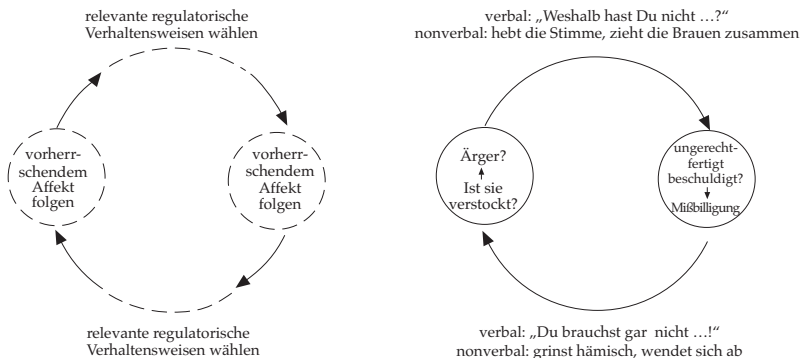 relevante regulatorische
Verhaltensweisen wählen
vorherr-
schendem
Affekt
folgen
vorherr-
schendem
Affekt
folgen
relevante regulatorische
Verhaltensweisen wählen
verbal: „Weshalb hast Du nicht …?“
nonverbal: hebt die Stimme, zieht die Brauen zusammen
Ärger?
Ist sie
verstockt?
ungerecht-
fertigt
beschuldigt?
Mißbilligung
verbal: „Du brauchst gar nicht …!“
nonverbal: grinst hämisch, wendet sich ab